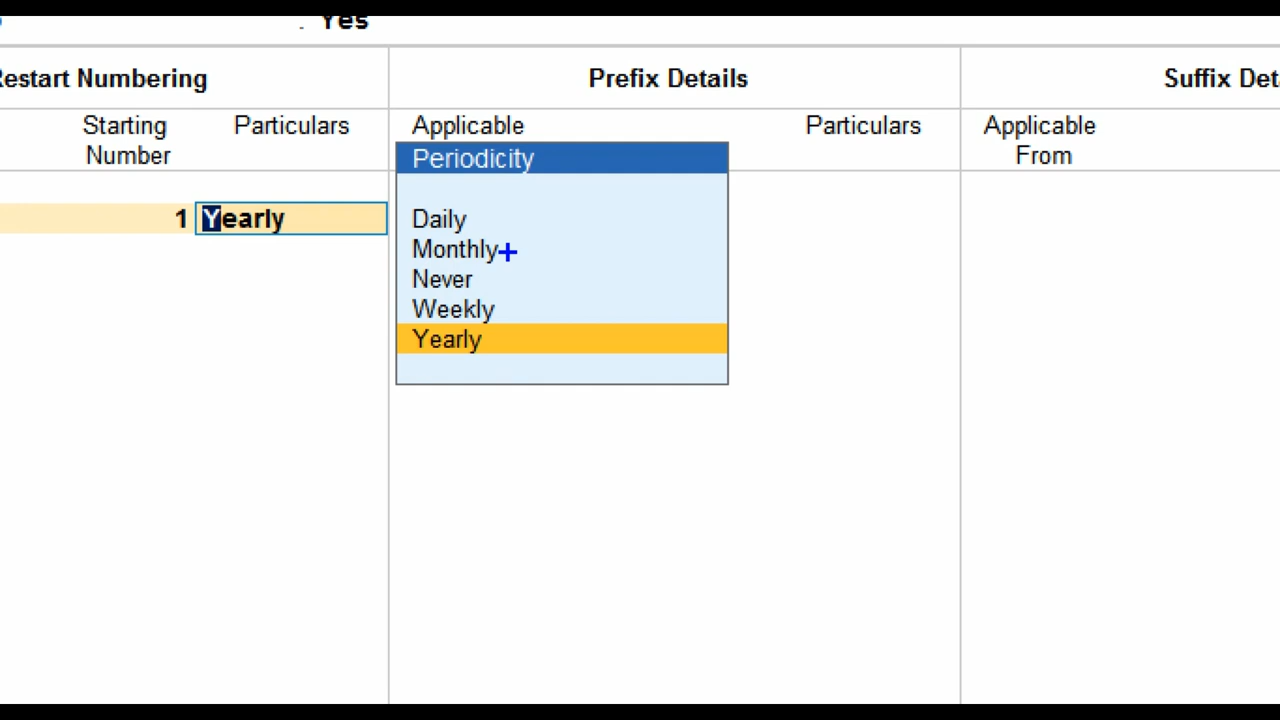 . Yes
Restart Numbering Prefix Details Suffix
Starting Particulars Applicable Particulars Applicable
Number From
Periodicity
1 Yearly
Daily
Monthly
Never
Weekly
Yearly